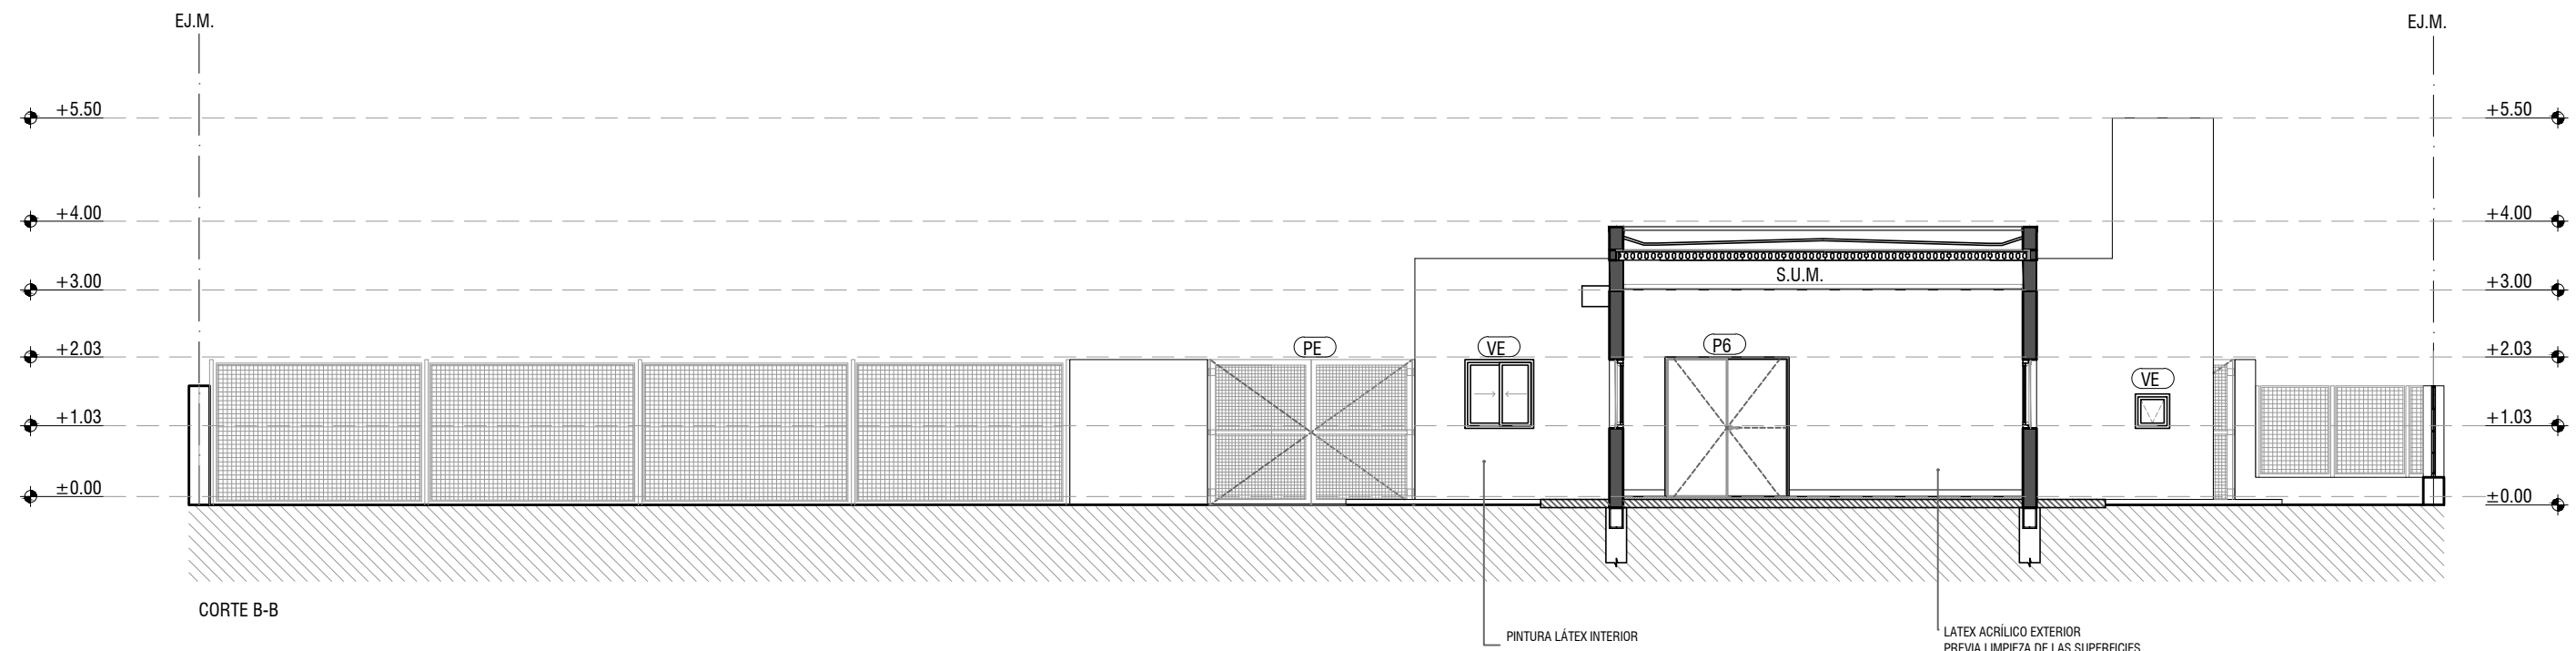 EJ.M.
EJ.M.
+5.50
+5.50
+4.00
+4.00
S.U.M.
+3.00
+3.00
PE
VE
P6
+2.03
+2.03
VE
+1.03
+1.03
±0.00
±0.00
CORTE B-B
PINTURA LÁTEX INTERIOR
LATEX ACRÍLICO EXTERIOR
PREVIA LIMPIEZA DE LAS SUPERFICIES